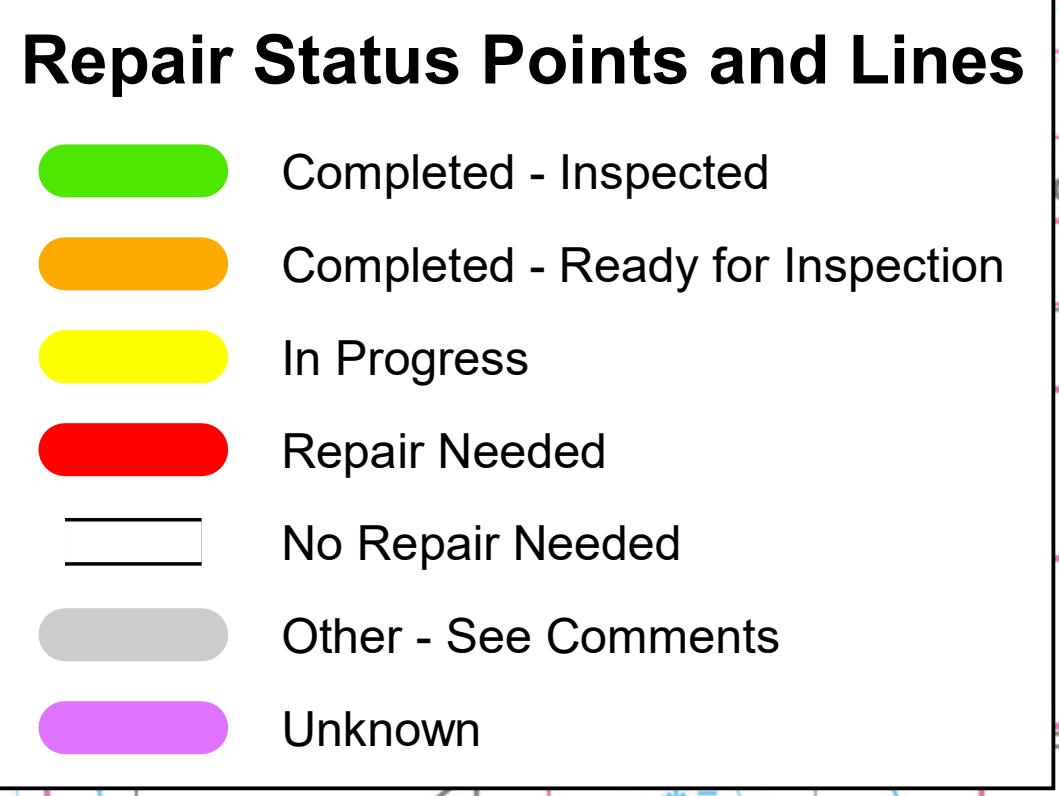 Repair Status Points and Lines
Completed - Inspected
Completed - Ready for Inspection
In Progress
Repair Needed
No Repair Needed
Other - See Comments
Unknown